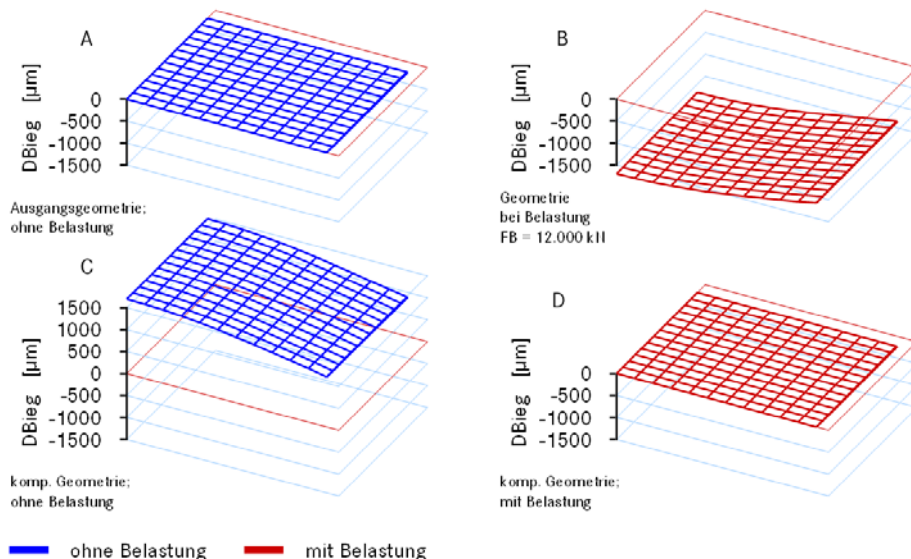 A
DBieg [µm]
0
-500
-1000
-1500
Ausgangsgeometrie;
ohne Belastung
B
DBieg [µm]
0
-500
-1000
-1500
Geometrie
bei Belastung
FB = 12.000 kN
C
DBieg [µm]
1500
1000
500
0
-500
-1000
-1500
komp. Geometrie;
ohne Belastung
D
DBieg [µm]
0
-500
-1000
-1500
komp. Geometrie;
mit Belastung
ohne Belastung
mit Belastung